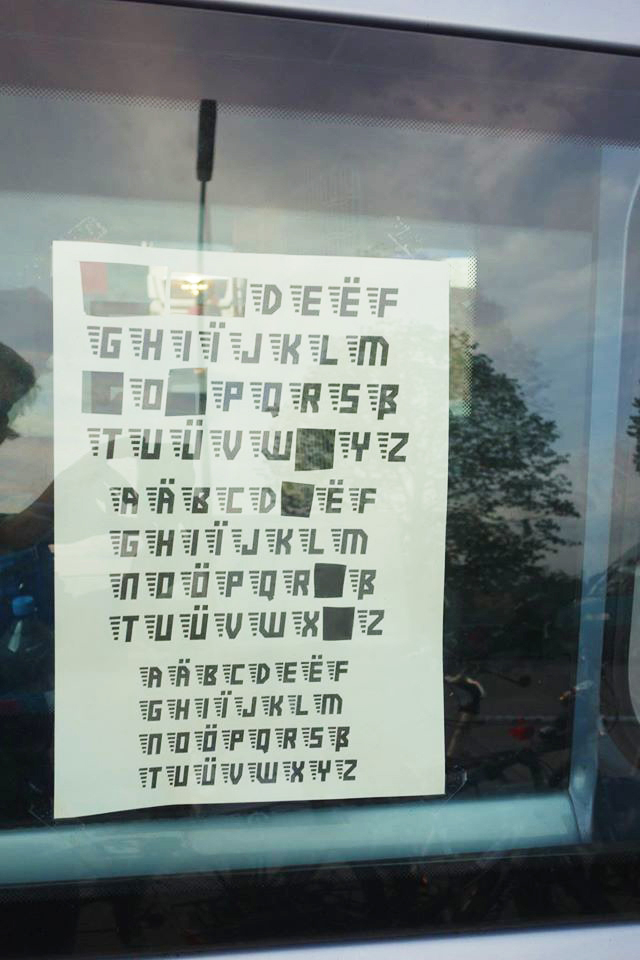 D E Ë F
G H I Ï J K L M
O P Q R S ß
T U Ü V W Y Z
A Ä B C D Ë F
G H I Ï J K L M
N O Ö P Q R ß
T U Ü V W X Z
A Ä B C D E Ë F
G H I Ï J K L M
N O Ö P Q R S ß
T U Ü V W X Y Z